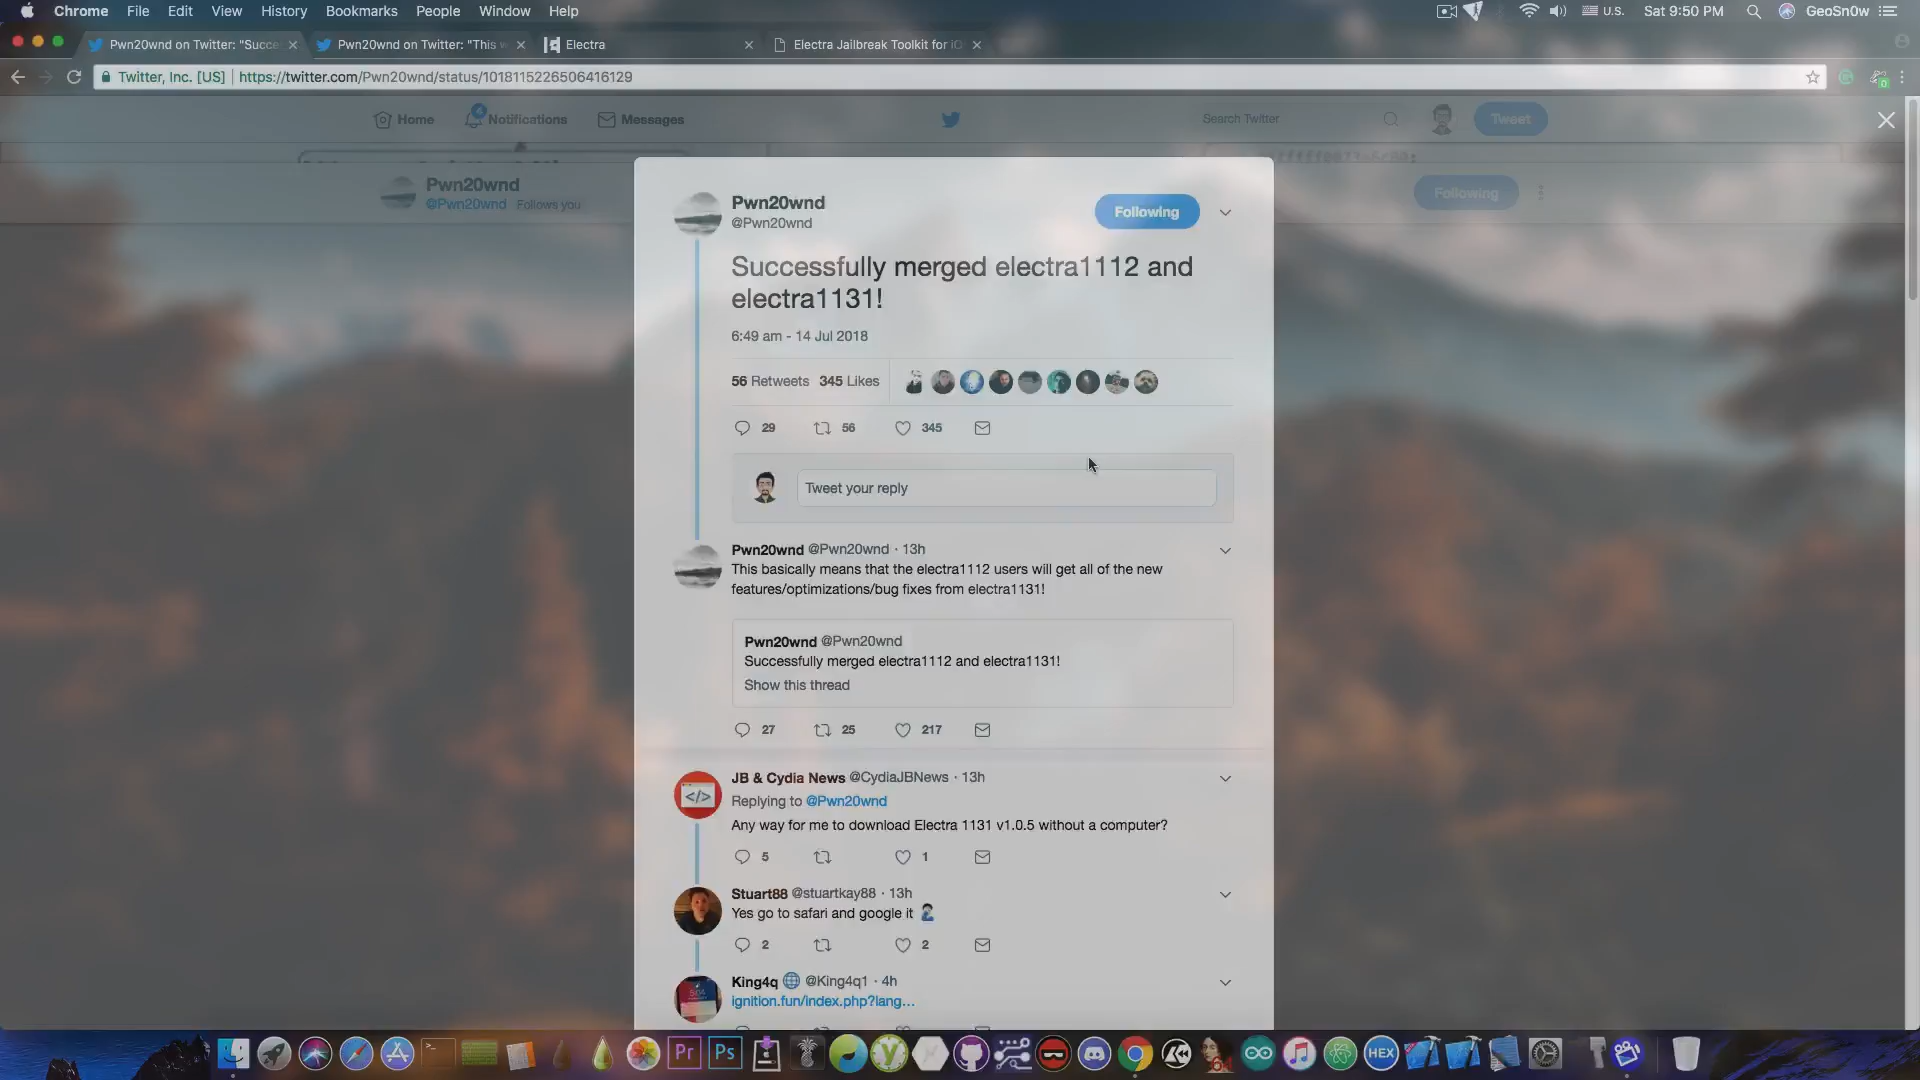 Chrome File Edit View History Bookmarks People Window Help U.S. Sat 9:50 PM GeoSn0w
Pwn20wnd on Twitter: "Succe Pwn20wnd on Twitter: "This w Electra Electra Jailbreak Toolkit for iO
Twitter, Inc. [US] https://twitter.com/Pwn20wnd/status/1018115226506416129
Home Notifications Messages Search Twitter Tweet
Pwn20wnd
@Pwn20wnd Follows you
Following
Pwn20wnd
@Pwn20wnd
Following
Successfully merged electra1112 and
electra1131!
6:49 am - 14 Jul 2018
56 Retweets 345 Likes
29 56 345
Tweet your reply
Pwn20wnd @Pwn20wnd · 13h
This basically means that the electra1112 users will get all of the new
features/optimizations/bug fixes from electra1131!
Pwn20wnd @Pwn20wnd
Successfully merged electra1112 and electra1131!
Show this thread
27 25 217
JB & Cydia News @CydiaJBNews · 13h
Replying to @Pwn20wnd
Any way for me to download Electra 1131 v1.0.5 without a computer?
5 1
Stuart88 @stuartkay88 · 13h
Yes go to safari and google it
2 2
King4q @King4q1 · 4h
ignition.fun/index.php?lang...
Pr Ps HEX